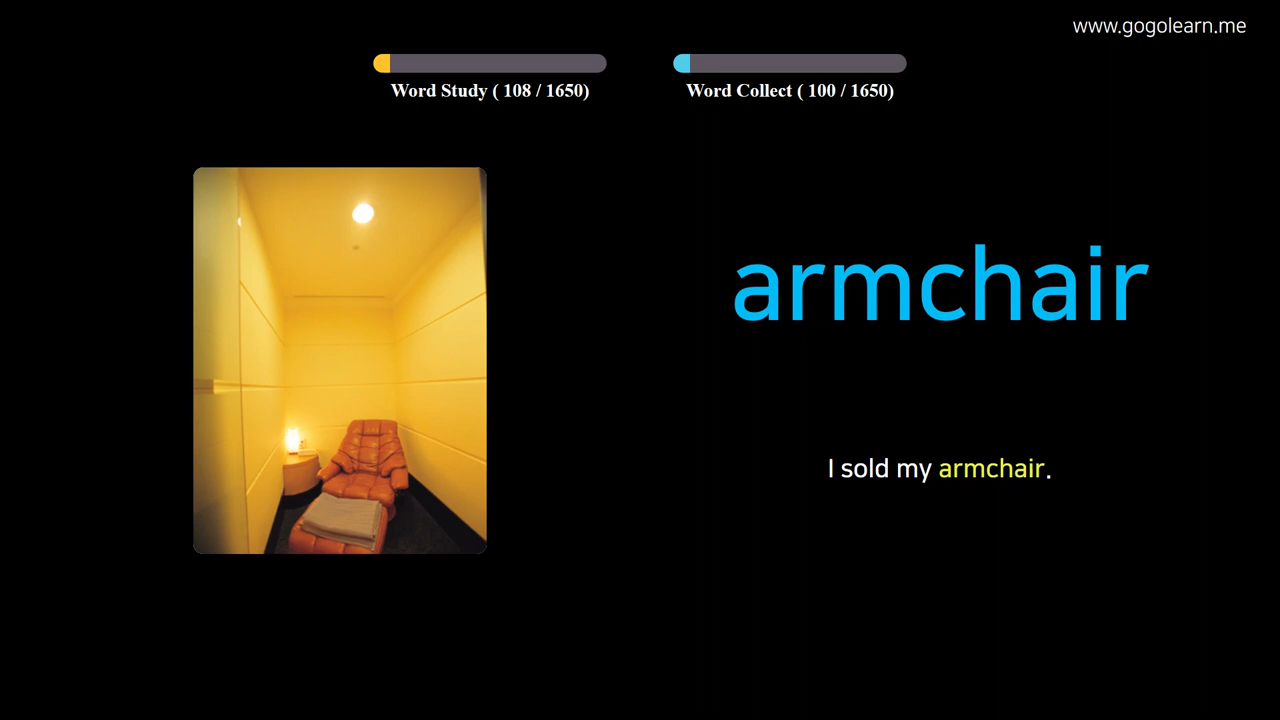 www.gogolearn.me
Word Study ( 108 / 1650)
Word Collect ( 100 / 1650)
armchair
I sold my armchair.